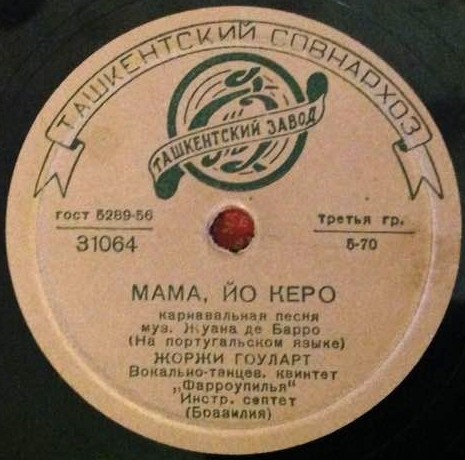 ТАШКЕНТСКИЙ СОВНАРХОЗ
ТАШКЕНТСКИЙ ЗАВОД
гост 5289-56
31064
третья гр.
5-70
МАМА, ЙО КЕРО
карнавальная песня
муз. Жуана де Барро
(На португальском языке)
ЖОРЖИ ГОУЛАРТ
Вокально-танцев. квинтет
„Фарроупилья“
Инстр. септет
(Бразилия)